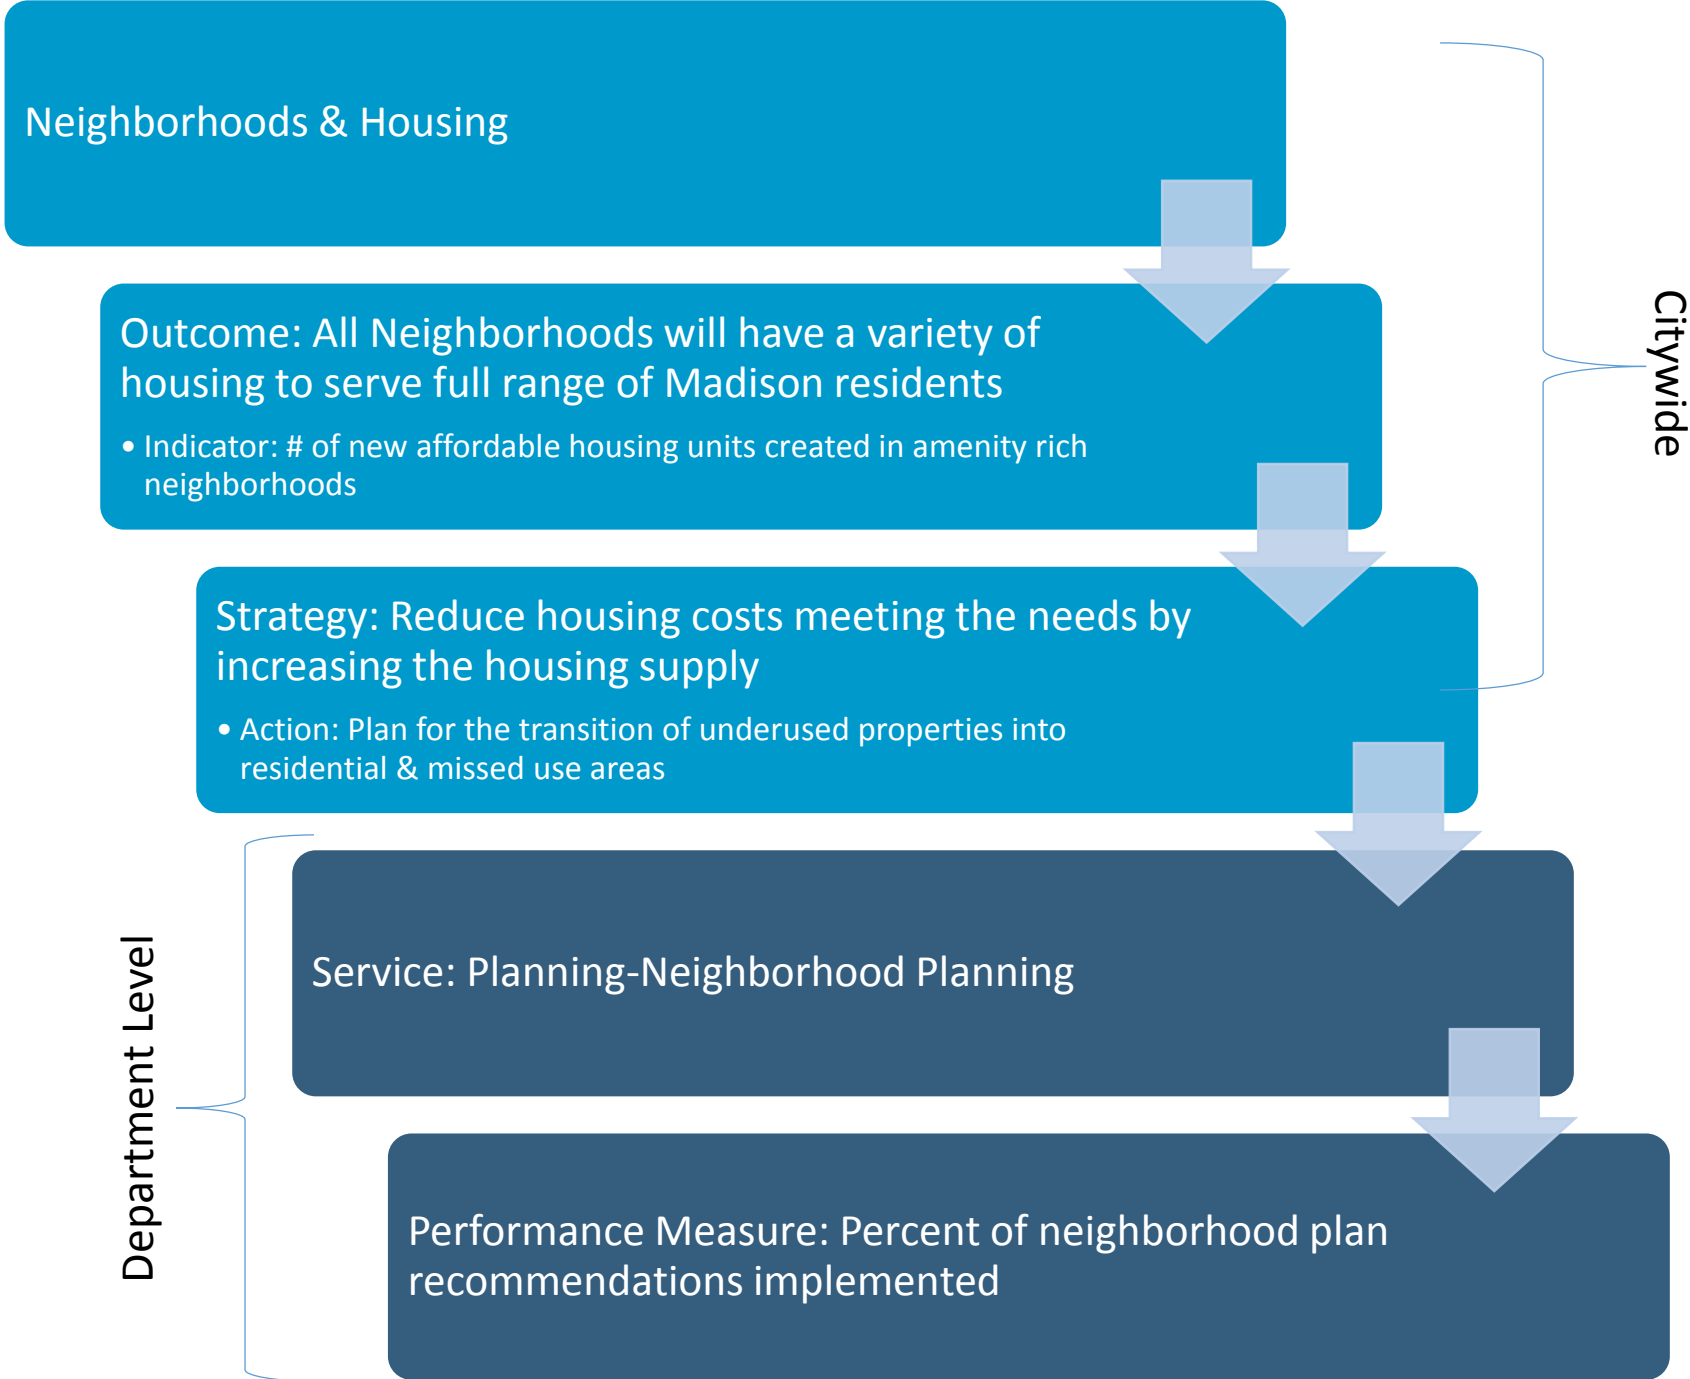 Neighborhoods & Housing
Citywide
Outcome: All Neighborhoods will have a variety of
housing to serve full range of Madison residents
• Indicator: # of new affordable housing units created in amenity rich
neighborhoods
Strategy: Reduce housing costs meeting the needs by
increasing the housing supply
• Action: Plan for the transition of underused properties into
residential & missed use areas
Department Level
Service: Planning-Neighborhood Planning
Performance Measure: Percent of neighborhood plan
recommendations implemented